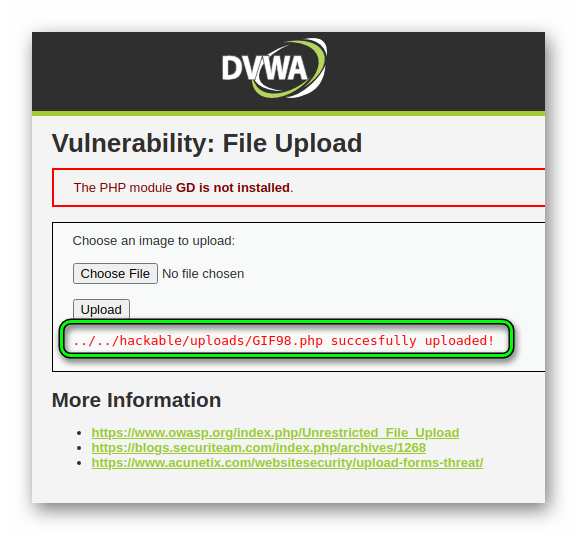 DVWA
Vulnerability: File Upload
The PHP module GD is not installed.
Choose an image to upload:
Choose File No file chosen
Upload
../../hackable/uploads/GIF98.php succesfully uploaded!
More Information
https://www.owasp.org/index.php/Unrestricted_File_Upload
https://blogs.securiteam.com/index.php/archives/1268
https://www.acunetix.com/websitesecurity/upload-forms-threat/